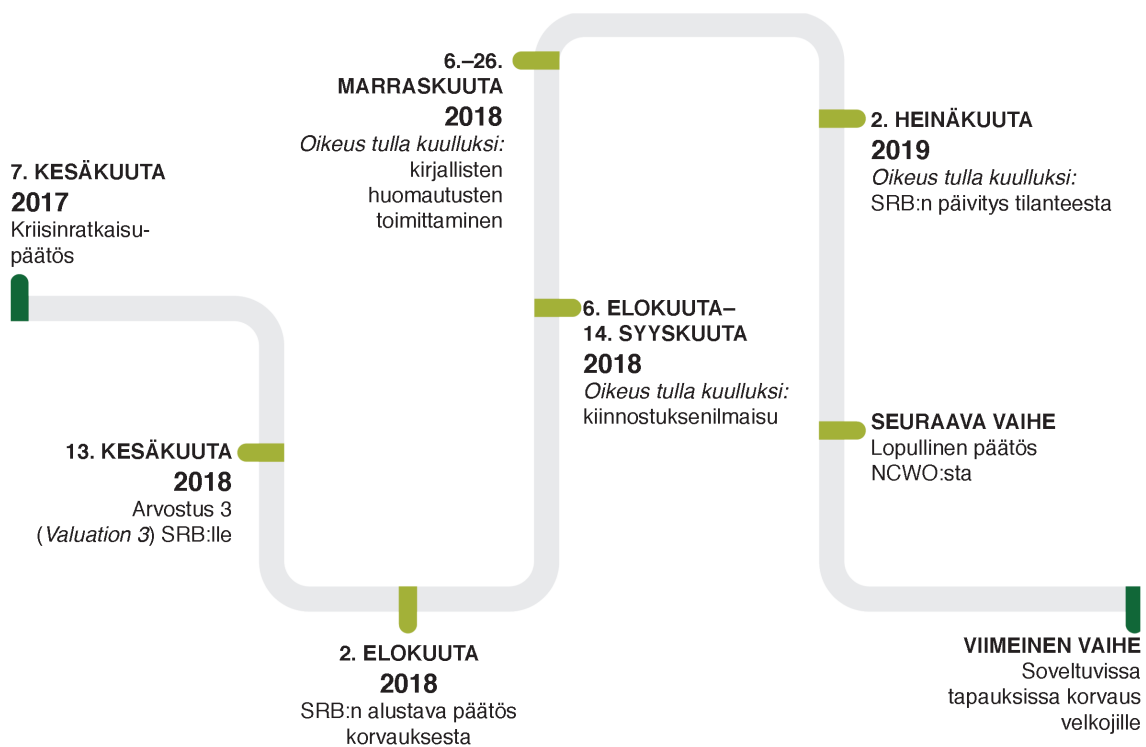 7. KESÄKUUTA
2017
Kriisinratkaisu-
päätös
13. KESÄKUUTA
2018
Arvostus 3
(Valuation 3) SRB:lle
2. ELOKUUTA
2018
SRB:n alustava päätös
korvauksesta
6. ELOKUUTA–
14. SYYSKUUTA
2018
Oikeus tulla kuulluksi:
kiinnostuksenilmaisu
6.–26.
MARRASKUUTA
2018
Oikeus tulla kuulluksi:
kirjallisten
huomautusten
toimittaminen
2. HEINÄKUUTA
2019
Oikeus tulla kuulluksi:
SRB:n päivitys tilanteesta
SEURAAVA VAIHE
Lopullinen päätös
NCWO:sta
VIIMEINEN VAIHE
Soveltuvissa
tapauksissa korvaus
velkojille